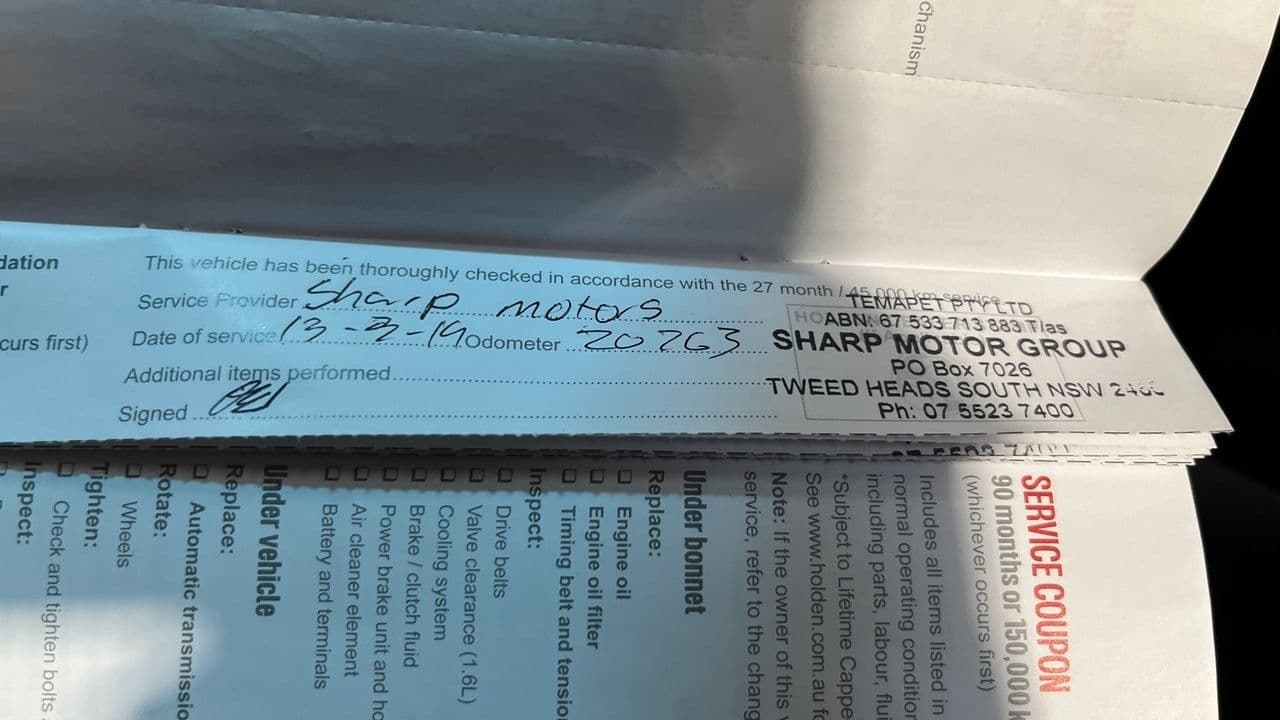 chanism
dation
r
curs first)
This vehicle has been thoroughly checked in accordance with the 27 month / 45,000 km service
Service Provider Sharp motors
Date of service 13-3-19 Odometer 20263
Additional items performed
Signed
TEMAPET PTY LTD
ABN: 67 533 713 883 T/as
SHARP MOTOR GROUP
PO Box 7026
TWEED HEADS SOUTH NSW
Ph: 07 5523 7400
SERVICE COUPON
90 months or 150,000 k
(whichever occurs first)
Includes all items listed in
normal operating condition
including parts, labour, flui
*Subject to Lifetime Cappe
See www.holden.com.au fo
Note: If the owner of this v
service, refer to the chang
Under bonnet
Replace:
Engine oil
Engine oil filter
Timing belt and tensio
Inspect:
Drive belts
Valve clearance (1.6L)
Cooling system
Brake / clutch fluid
Power brake unit and ho
Air cleaner element
Battery and terminals
Under vehicle
Replace:
Automatic transmissio
Rotate:
Wheels
Tighten:
Check and tighten bolts
Inspect: